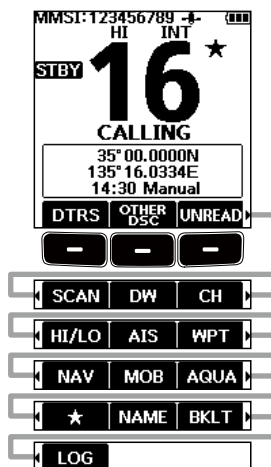 MMSI:123456789
HI INT
STBY 16 ★
CALLING
35°00.0000N
135°16.0334E
14:30 Manual
DTRS OTHER DSC UNREAD
SCAN DW CH
HI/LO AIS WPT
NAV MOB AQUA
★ NAME BKLT
LOG